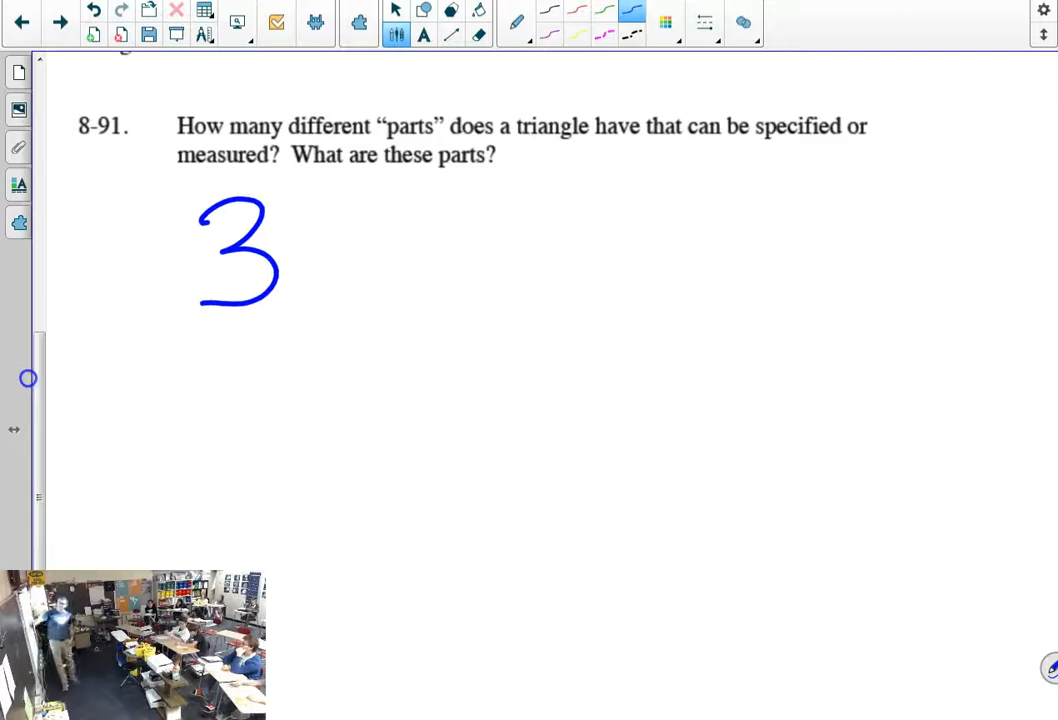 8-91. How many different “parts” does a triangle have that can be specified or
measured? What are these parts?
3